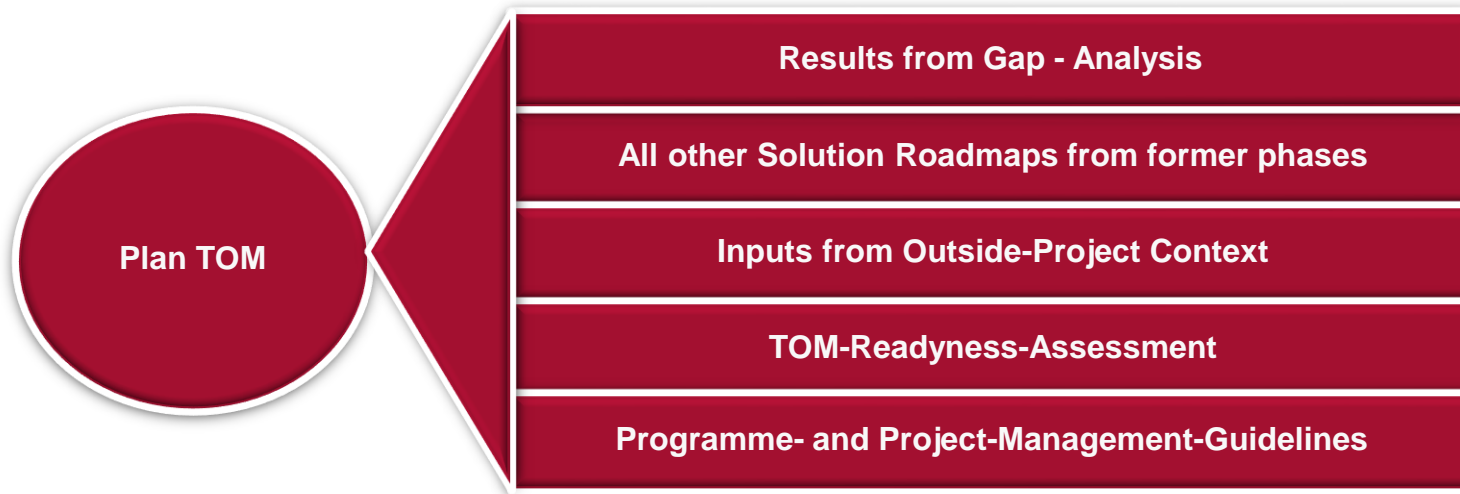 Plan TOM
Results from Gap - Analysis
All other Solution Roadmaps from former phases
Inputs from Outside-Project Context
TOM-Readyness-Assessment
Programme- and Project-Management-Guidelines